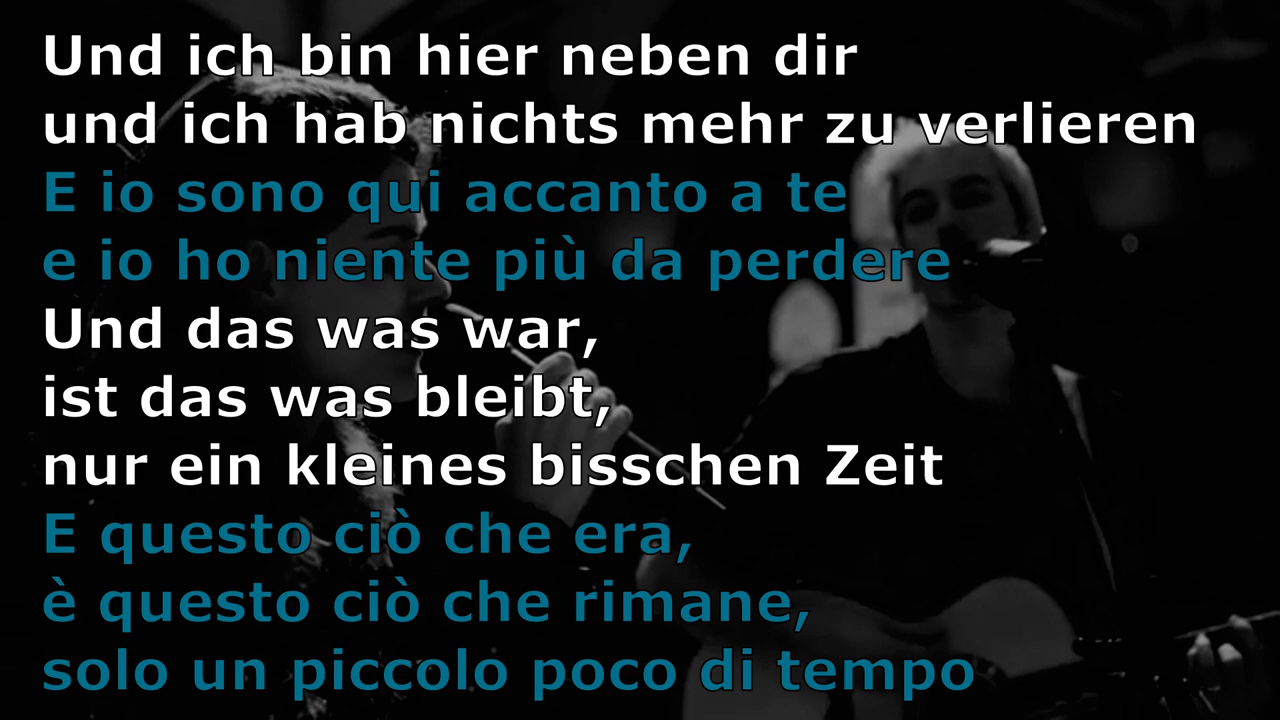 Und ich bin hier neben dir
und ich hab nichts mehr zu verlieren
E io sono qui accanto a te
e io ho niente più da perdere
Und das was war,
ist das was bleibt,
nur ein kleines bisschen Zeit
E questo ciò che era,
è questo ciò che rimane,
solo un piccolo poco di tempo